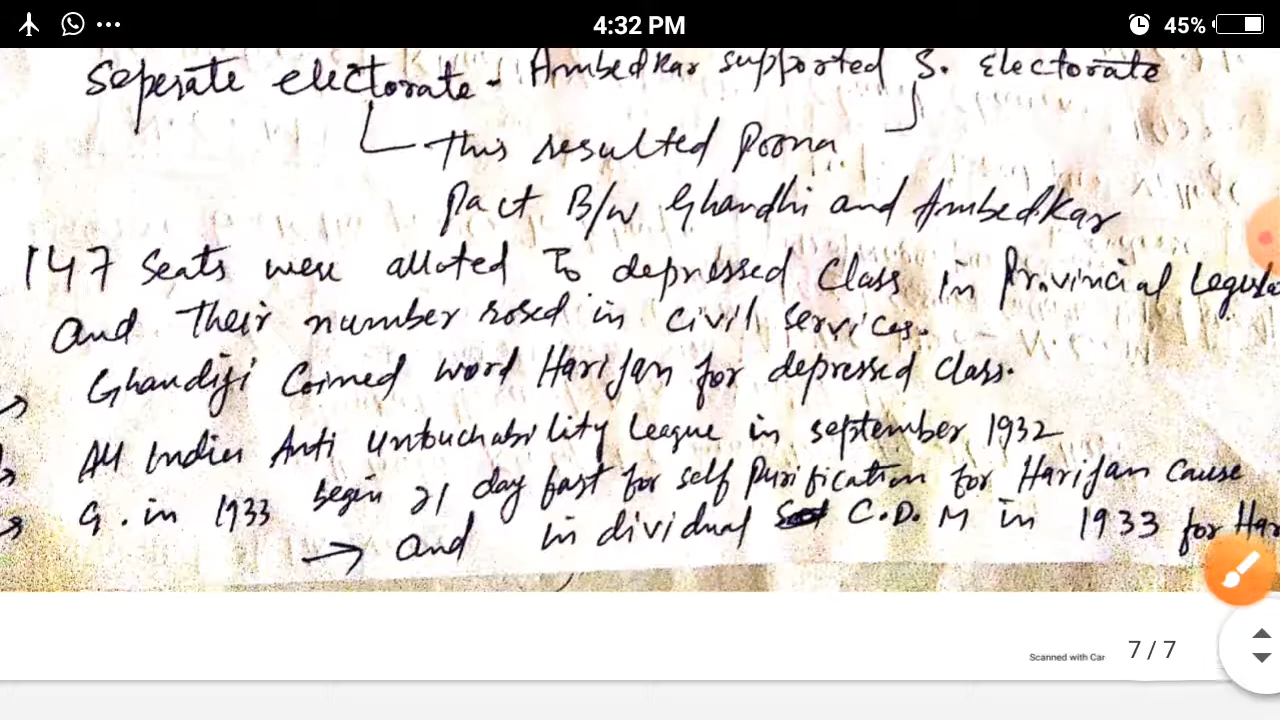 4:32 PM
45%
Seperate electorate - Ambedkar supported S. Electorate
This resulted Poona
Pact B/w Ghandhi and Ambedkar
147 Seats were alloted To depressed Class in Provincial Legisla
and Their number rosed in civil services.
Ghandiji Coined word Harijan for depressed class.
All India Anti Untouchability League in september 1932
G. in 1933 begin 21 day fast for self Purification for Harijan Cause
→ and individual C.D.M in 1933 for Har
Scanned with Car
7 / 7